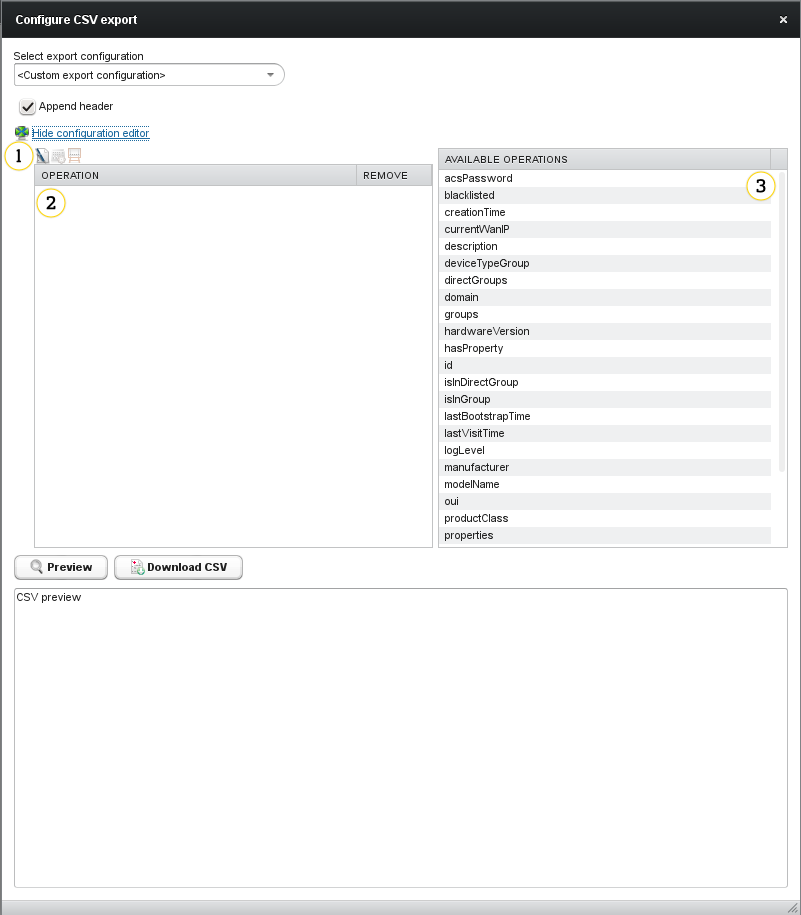 Configure CSV export
Select export configuration
<Custom export configuration>
Append header
Hide configuration editor
1
OPERATION REMOVE
2
AVAILABLE OPERATIONS
3
acsPassword
blacklisted
creationTime
currentWanIP
description
deviceTypeGroup
directGroups
domain
groups
hardwareVersion
hasProperty
id
isInDirectGroup
isInGroup
lastBootstrapTime
lastVisitTime
logLevel
manufacturer
modelName
oui
productClass
properties
Preview Download CSV
CSV preview